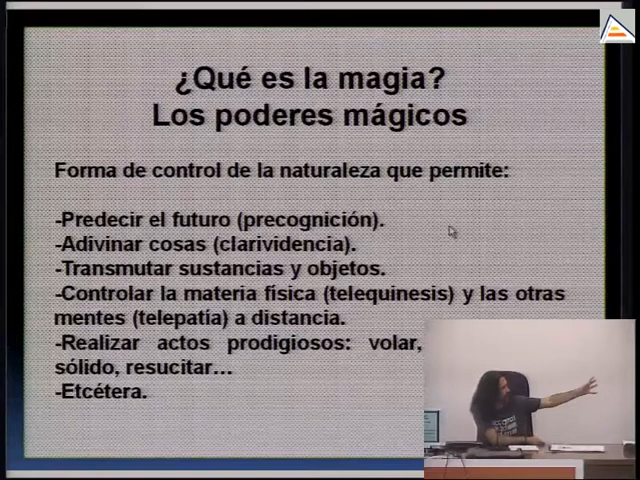 ¿Qué es la magia?
Los poderes mágicos
Forma de control de la naturaleza que permite:
-Predecir el futuro (precognición).
-Adivinar cosas (clarividencia).
-Transmutar sustancias y objetos.
-Controlar la materia física (telequinesis) y las otras
mentes (telepatía) a distancia.
-Realizar actos prodigiosos: volar,
sólido, resucitar...
-Etcétera.